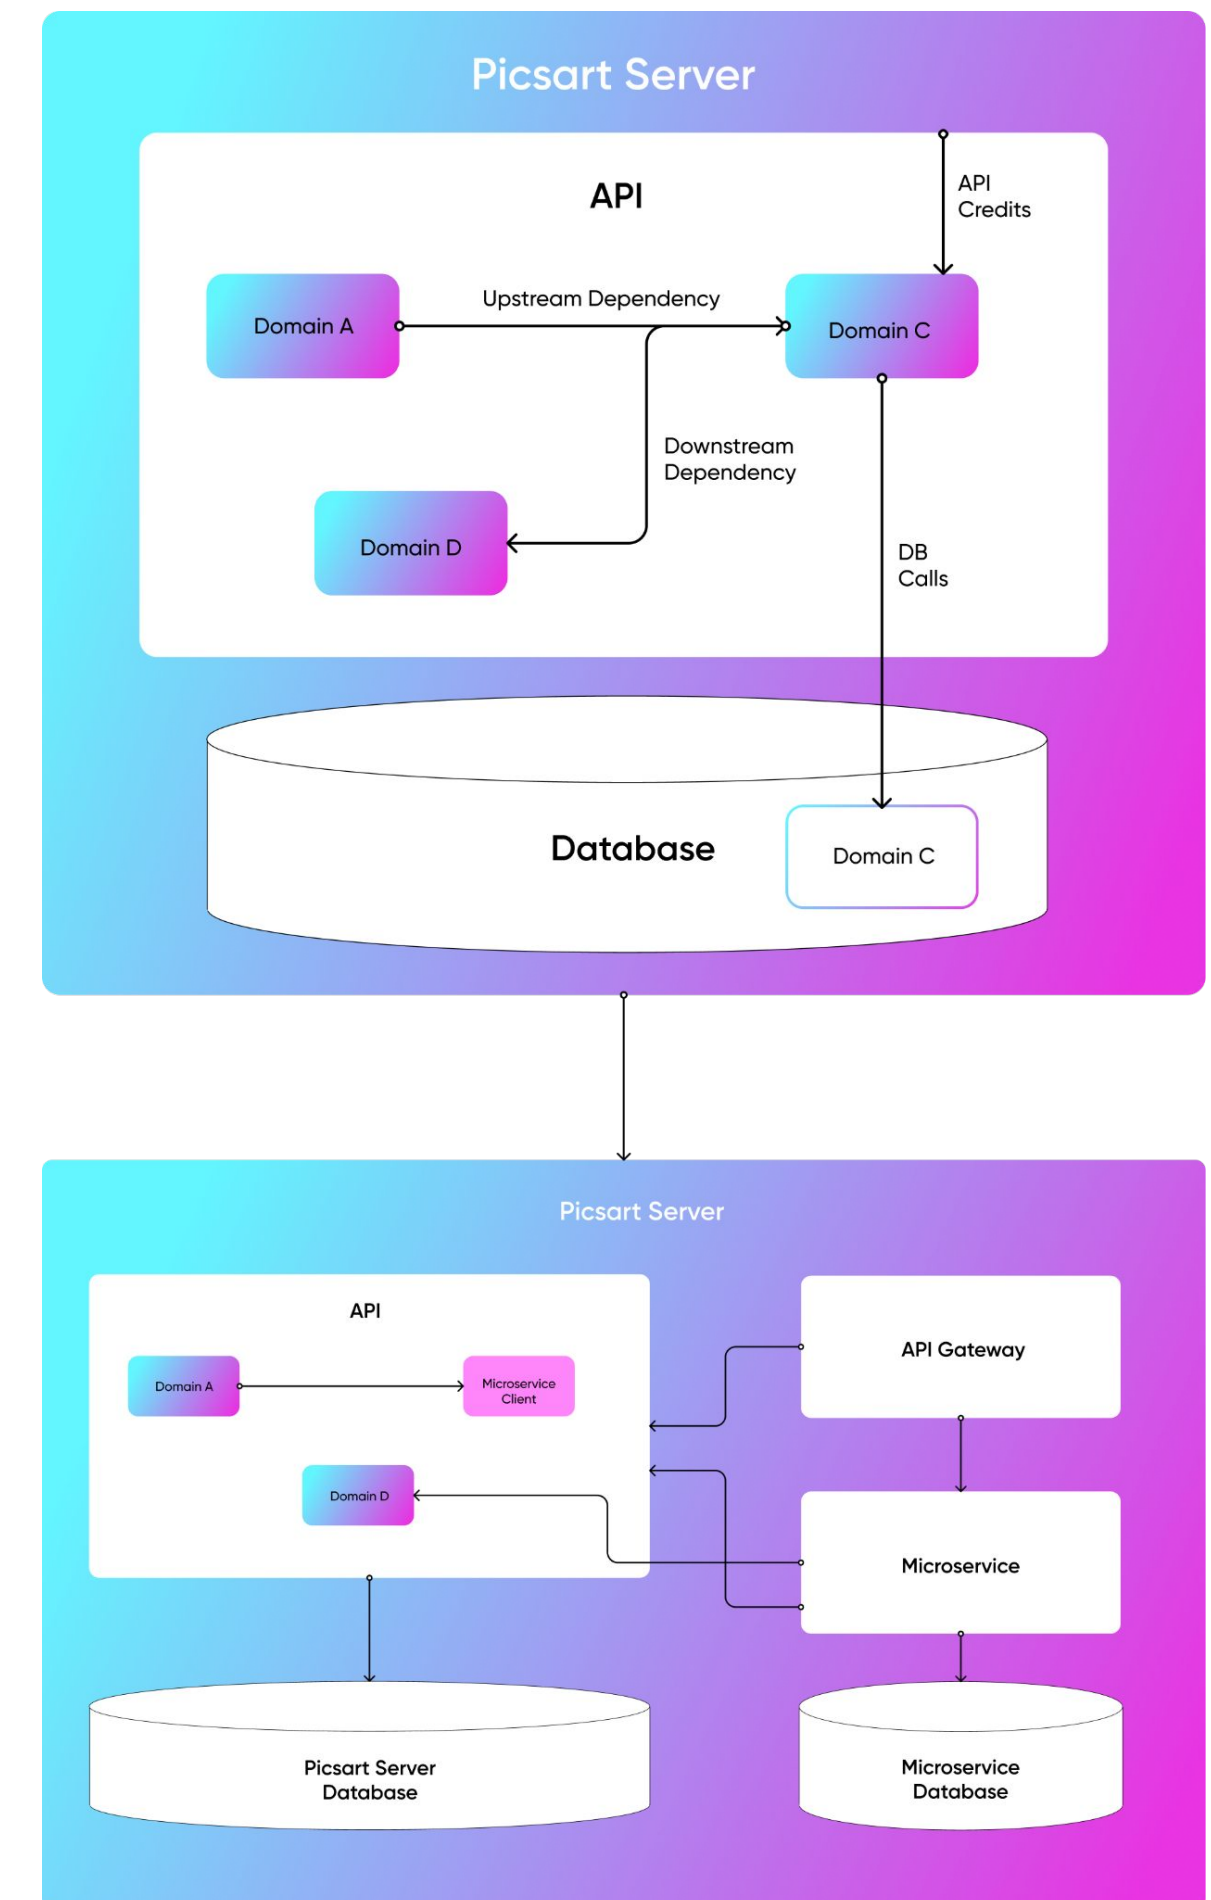 Picsart Server
API
API
Credits
Domain A
Upstream Dependency
Domain C
Downstream
Dependency
Domain D
DB
Calls
Database
Domain C
Picsart Server
API
API Gateway
Domain A
Microservice
Client
Domain D
Microservice
Picsart Server
Database
Microservice
Database